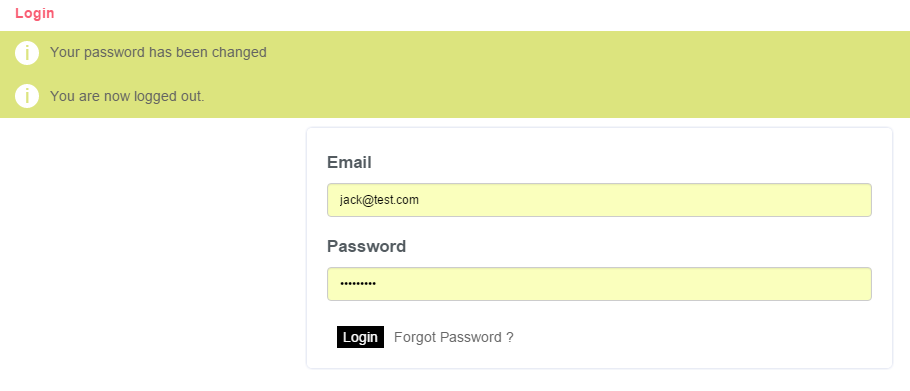 Login
Your password has been changed
You are now logged out.
Email
jack@test.com
Password
•••••••••
Login Forgot Password ?